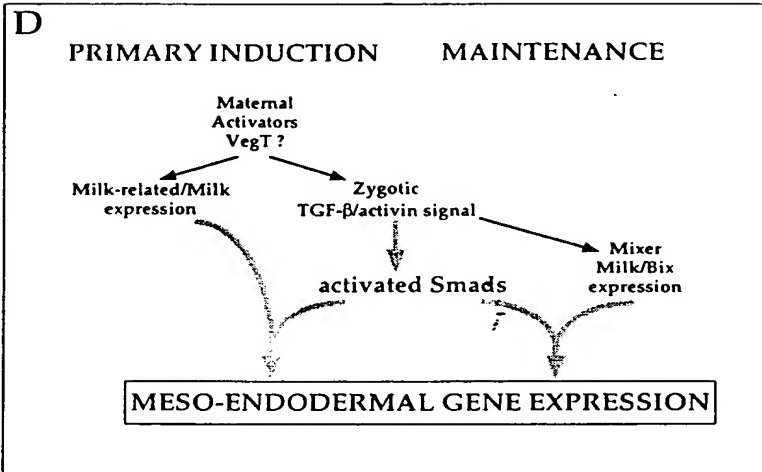 D
PRIMARY INDUCTION
MAINTENANCE
Maternal
Activators
VegT ?
Milk-related/Milk
expression
Zygotic
TGF-β/activin signal
Mixer
Milk/Bix
expression
activated Smads
MESO-ENDODERMAL GENE EXPRESSION